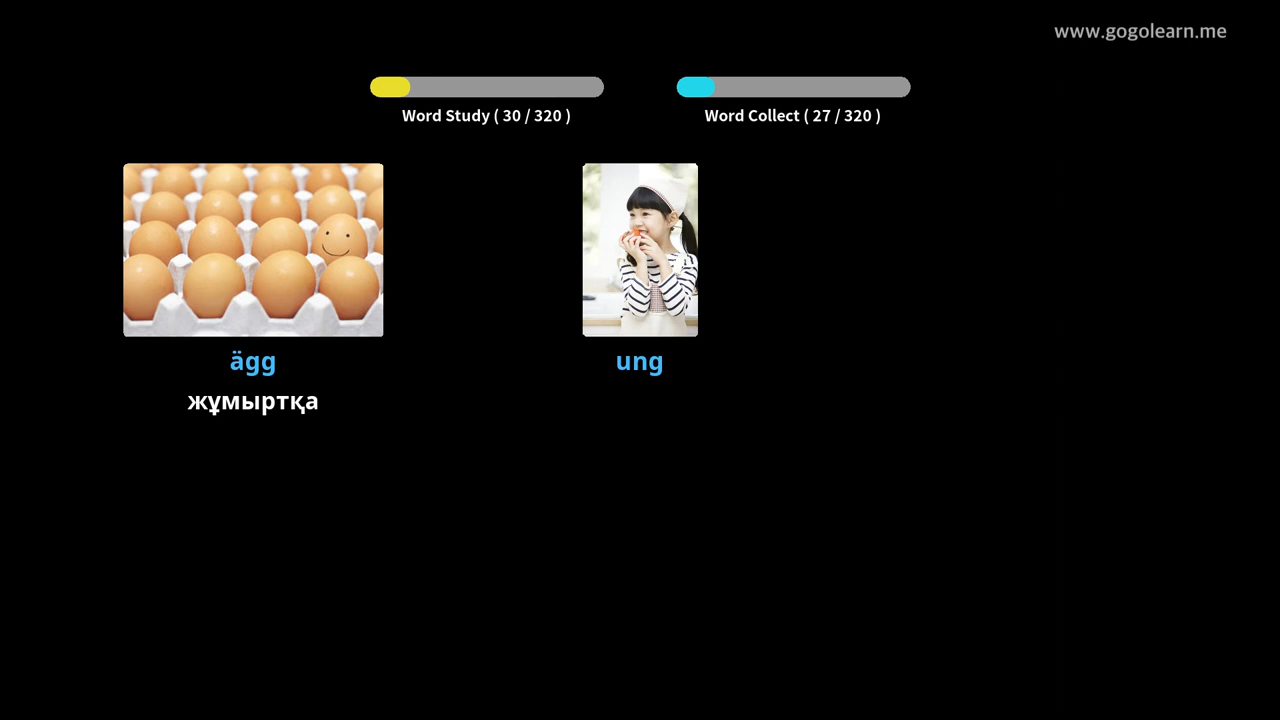 www.gogolearn.me
Word Study ( 30 / 320 )
Word Collect ( 27 / 320 )
ägg
жұмыртқа
ung